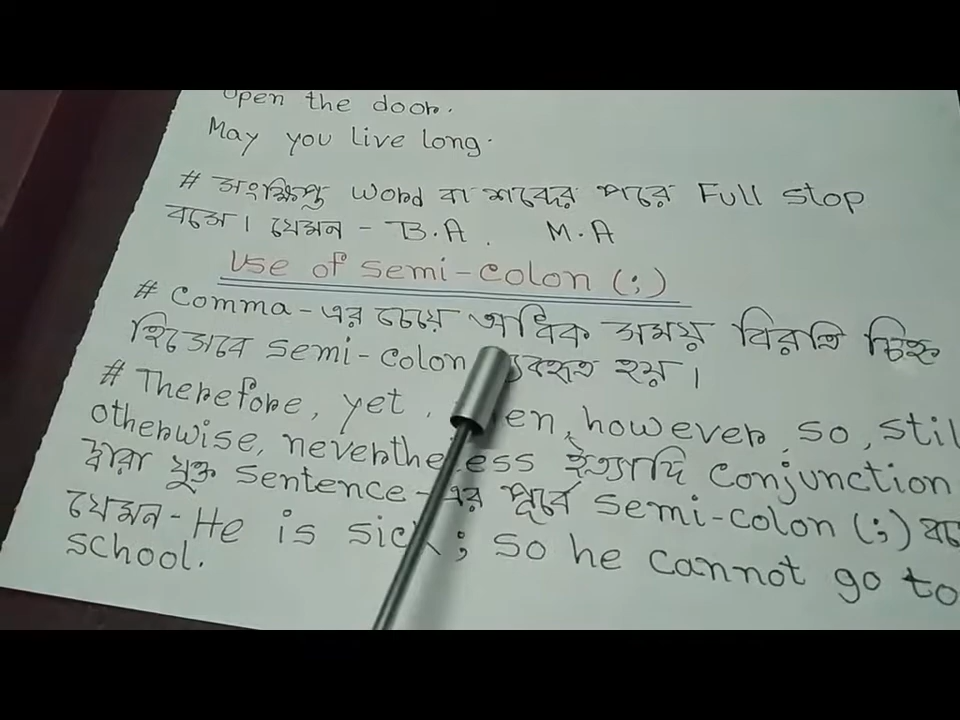 Open the door.
May you live long.
# সংক্ষিপ্ত word বা শব্দের পরে Full stop
বসে। যেমন - B.A. M.A
Use of semi-colon (;)
# Comma-এর চেয়ে অধিক সময় বিরতি চিহ্ন
হিসেবে semi-colon ব্যবহৃত হয়।
# Therefore, yet, however, so, still
otherwise, nevertheless ইত্যাদি conjunction
দ্বারা যুক্ত sentence-এর পূর্বে semi-colon (;)
যেমন - He is sick; so he cannot go to
school.